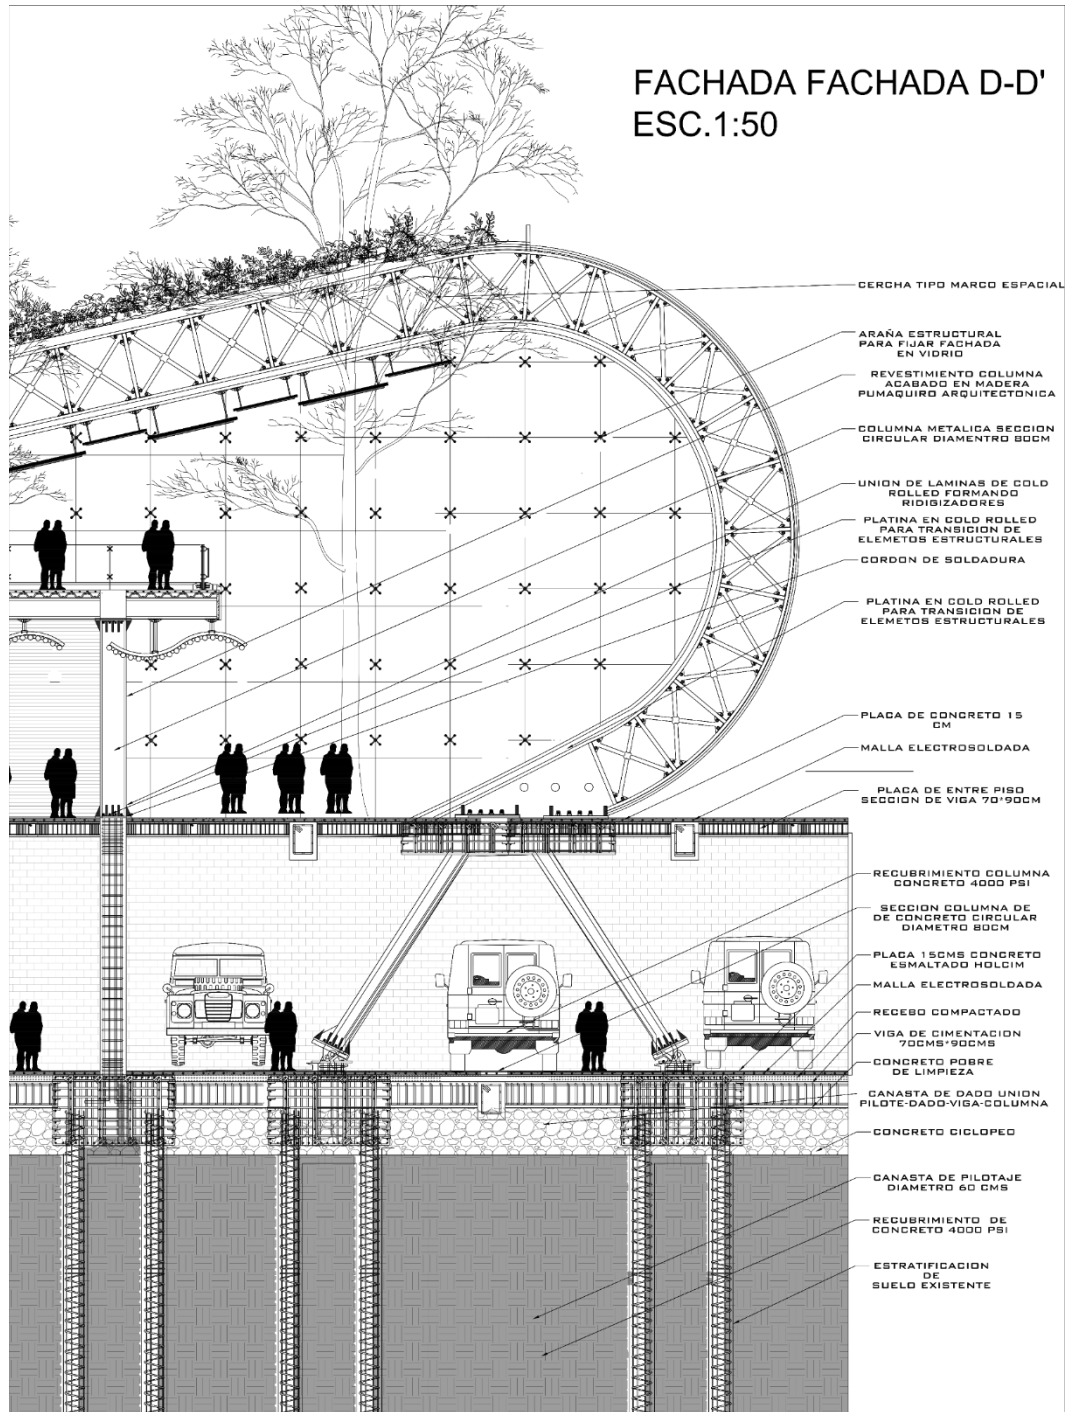 FACHADA FACHADA D-D'
ESC.1:50
CERCHA TIPO MARCO ESPACIAL
ARAÑA ESTRUCTURAL
PARA FIJAR FACHADA
EN VIDRIO
REVESTIMIENTO COLUMNA
ACABADO EN MADERA
PUMAQUIRO ARQUITECTONICA
COLUMNA METALICA SECCION
CIRCULAR DIAMENTRO 80CM
UNION DE LAMINAS DE COLD
ROLLED FORMANDO
RIDIGIZADORES
PLATINA EN COLD ROLLED
PARA TRANSICION DE
ELEMETOS ESTRUCTURALES
CORDON DE SOLDADURA
PLATINA EN COLD ROLLED
PARA TRANSICION DE
ELEMETOS ESTRUCTURALES
PLACA DE CONCRETO 15
CM
MALLA ELECTROSOLDADA
PLACA DE ENTRE PISO
SECCION DE VIGA 70*90CM
RECUBRIMIENTO COLUMNA
CONCRETO 4000 PSI
SECCION COLUMNA DE
DE CONCRETO CIRCULAR
DIAMETRO 80CM
PLACA 15CMS CONCRETO
ESMALTADO HOLCIM
MALLA ELECTROSOLDADA
RECEBO COMPACTADO
VIGA DE CIMENTACION
70CMS*90CMS
CONCRETO POBRE
DE LIMPIEZA
CANASTA DE DADO UNION
PILOTE-DADO-VIGA-COLUMNA
CONCRETO CICLOPEO
CANASTA DE PILOTAJE
DIAMETRO 60 CMS
RECUBRIMIENTO DE
CONCRETO 4000 PSI
ESTRATIFICACION
DE
SUELO EXISTENTE